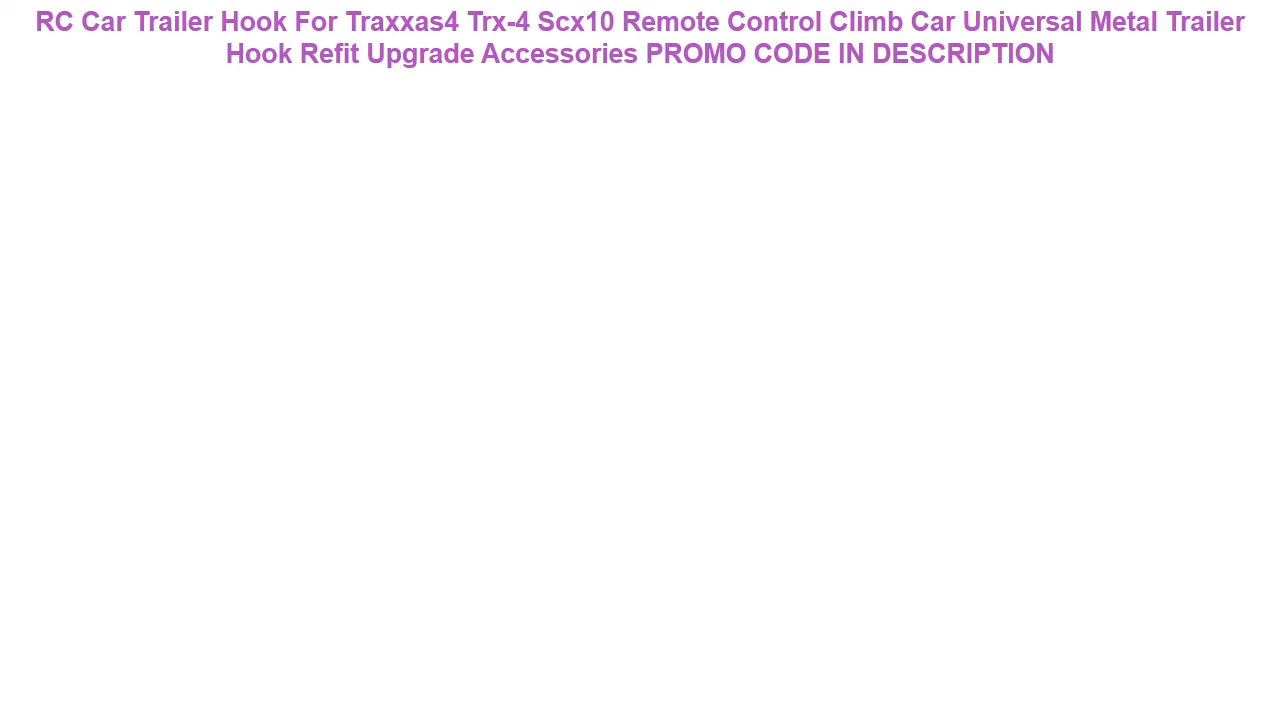 RC Car Trailer Hook For Traxxas4 Trx-4 Scx10 Remote Control Climb Car Universal Metal Trailer
Hook Refit Upgrade Accessories PROMO CODE IN DESCRIPTION